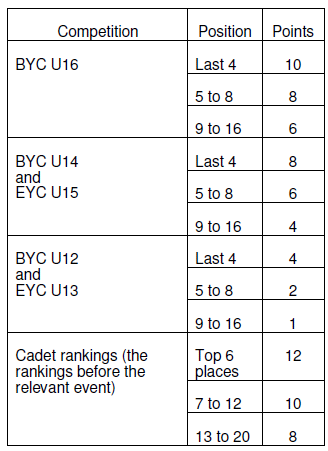 Competition Position Points
BYC U16 Last 4 10
5 to 8 8
9 to 16 6
BYC U14 Last 4 8
and
EYC U15 5 to 8 6
9 to 16 4
BYC U12 Last 4 4
and
EYC U13 5 to 8 2
9 to 16 1
Cadet rankings (the Top 6 12
rankings before the places
relevant event) 7 to 12 10
13 to 20 8